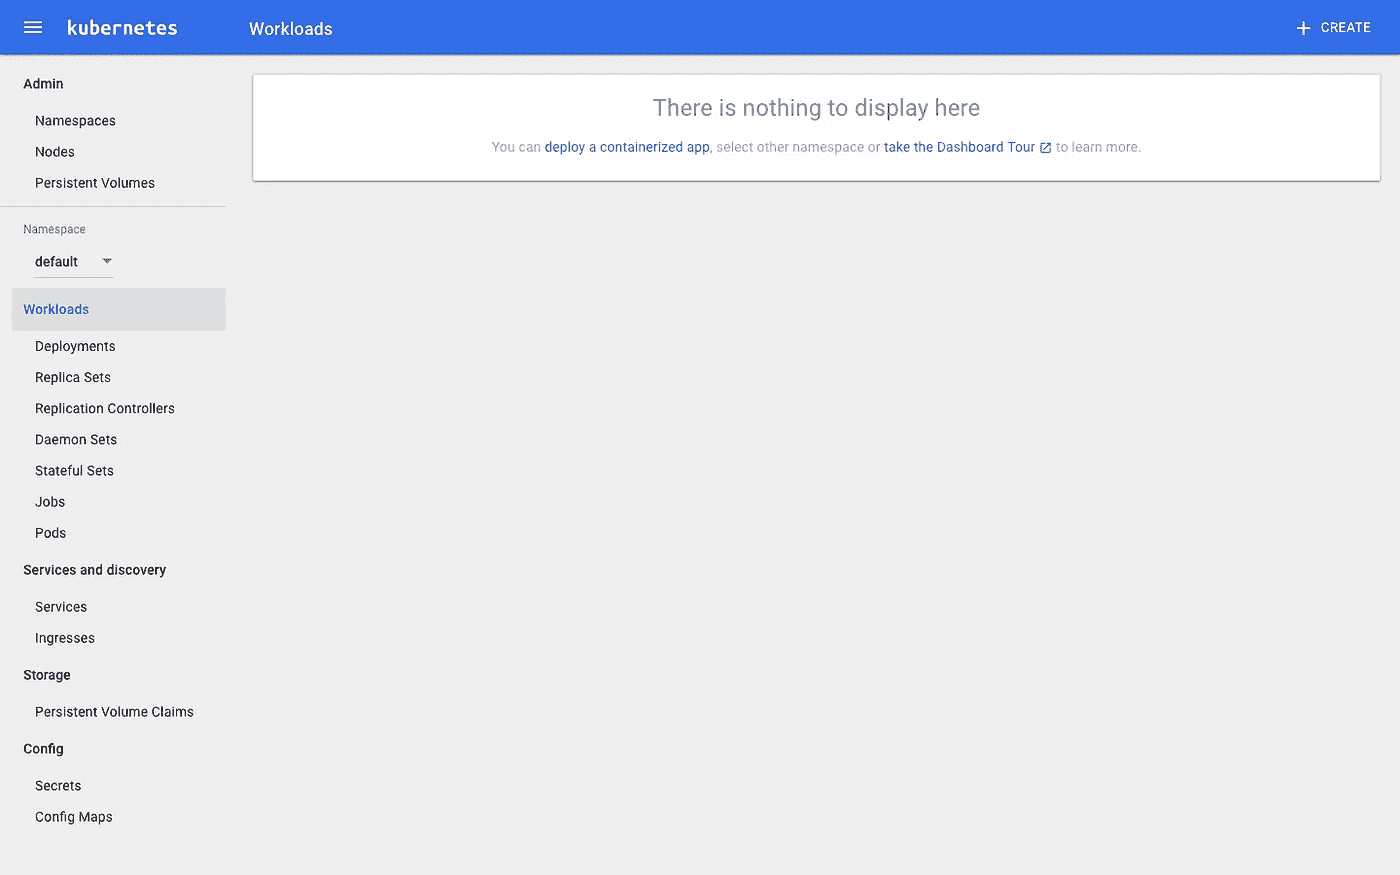 kubernetes
Workloads
CREATE
Admin
Namespaces
Nodes
Persistent Volumes
Namespace
default
Workloads
Deployments
Replica Sets
Replication Controllers
Daemon Sets
Stateful Sets
Jobs
Pods
Services and discovery
Services
Ingresses
Storage
Persistent Volume Claims
Config
Secrets
Config Maps
There is nothing to display here
You can deploy a containerized app, select other namespace or take the Dashboard Tour to learn more.